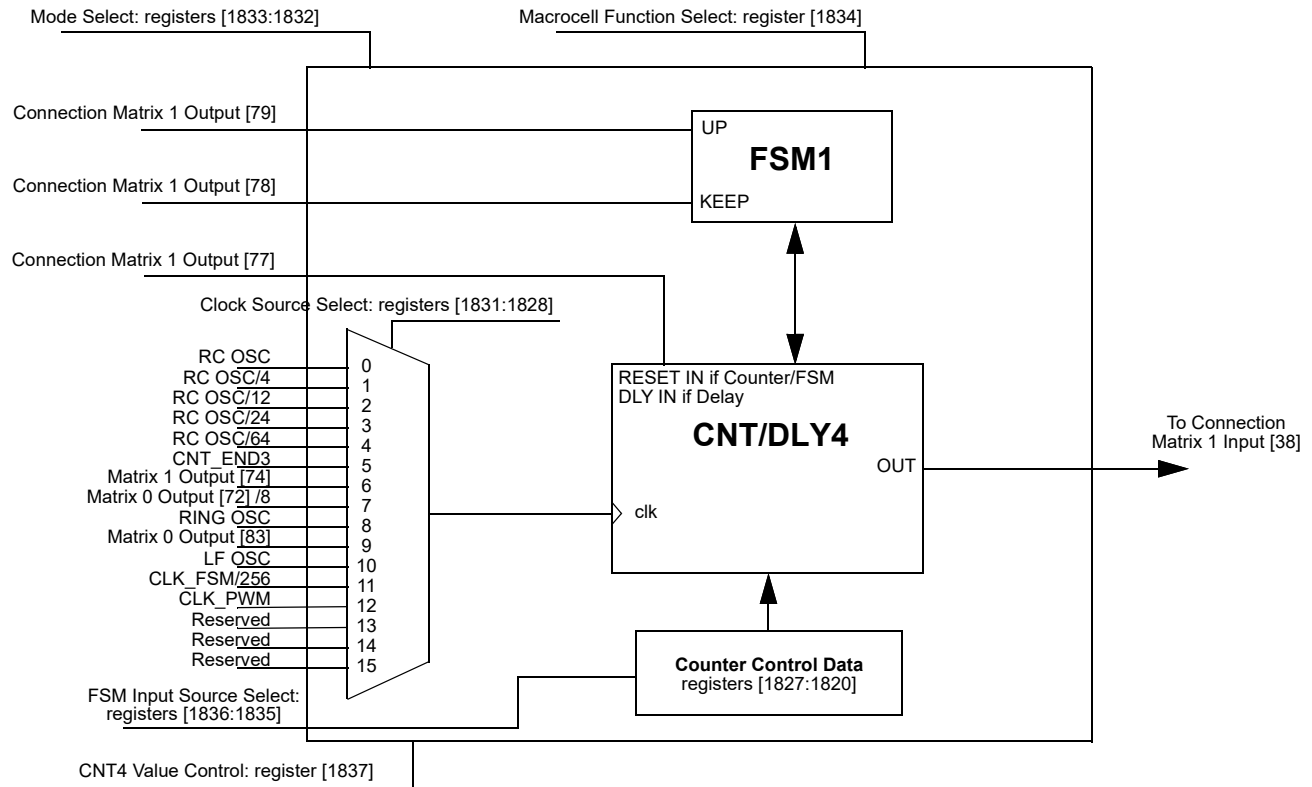 Mode Select: registers [1833:1832]
Macrocell Function Select: register [1834]
Connection Matrix 1 Output [79]
UP
FSM1
Connection Matrix 1 Output [78]
KEEP
Connection Matrix 1 Output [77]
Clock Source Select: registers [1831:1828]
RC OSC 0
RC OSC/4 1
RC OSC/12 2
RC OSC/24 3
RC OSC/64 4
CNT_END3 5
Matrix 1 Output [74] 6
Matrix 0 Output [72] /8 7
RING OSC 8
Matrix 0 Output [83] 9
LF OSC 10
CLK_FSM/256 11
CLK_PWM 12
Reserved 13
Reserved 14
Reserved 15
RESET IN if Counter/FSM
DLY IN if Delay
CNT/DLY4
OUT
clk
To Connection
Matrix 1 Input [38]
Counter Control Data
registers [1827:1820]
FSM Input Source Select:
registers [1836:1835]
CNT4 Value Control: register [1837]